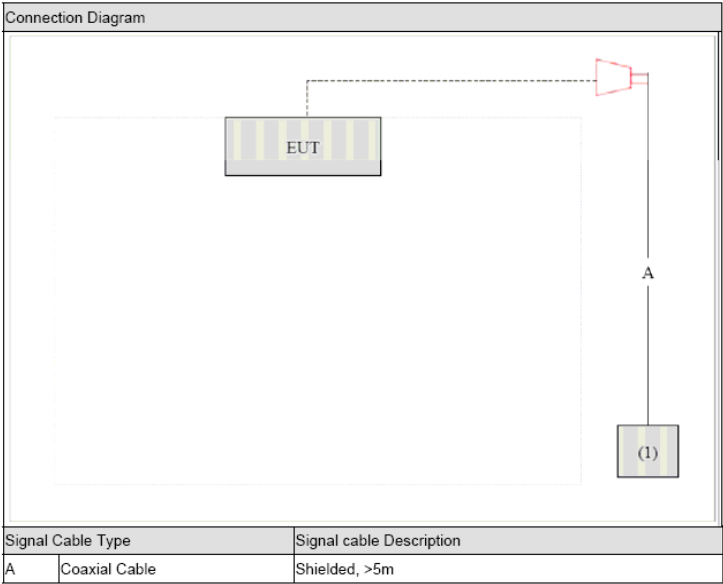 Connection Diagram
EUT
A
(1)
Signal Cable Type Signal cable Description
A Coaxial Cable Shielded, >5m